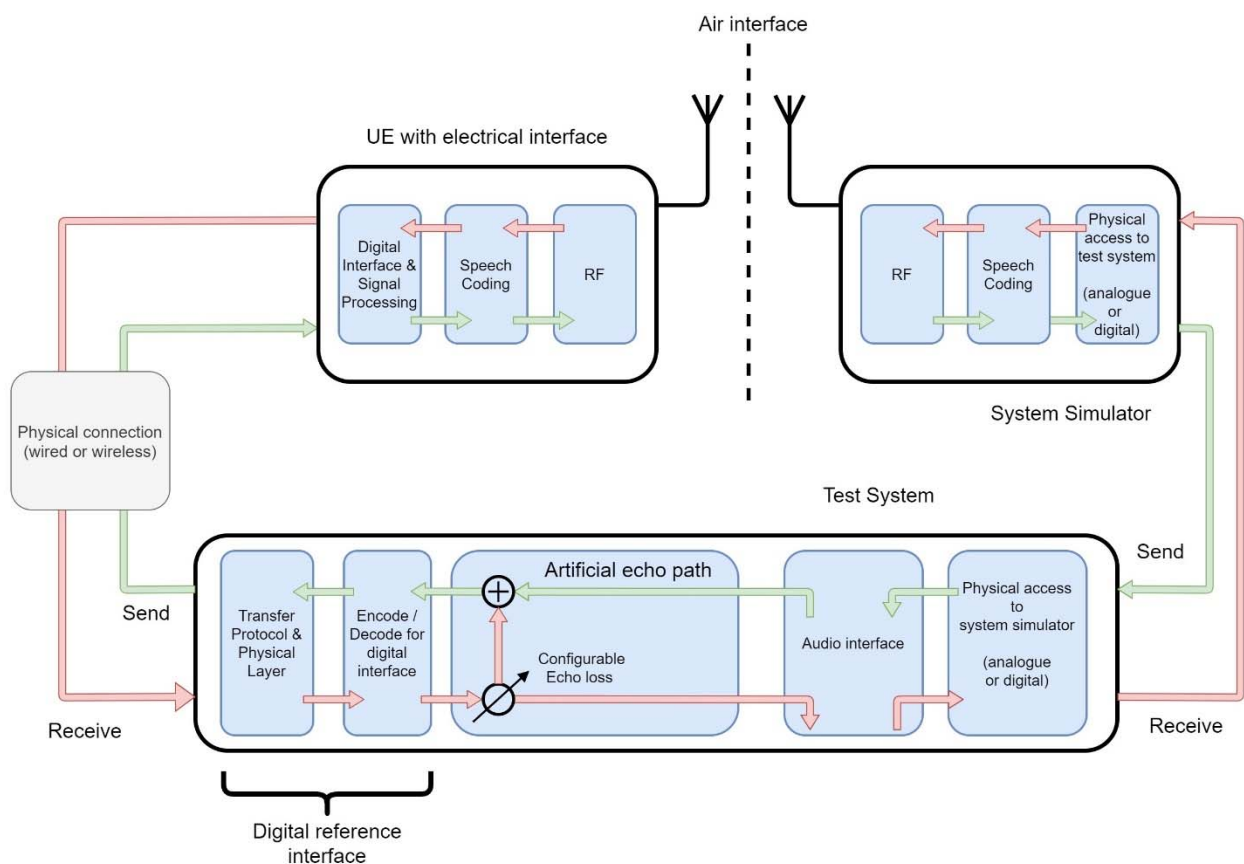 Air interface
UE with electrical interface
Digital
Interface &
Signal
Processing
Speech
Coding
RF
RF
Speech
Coding
Physical
access to
test system
(analogue
or
digital)
System Simulator
Physical connection
(wired or wireless)
Test System
Send
Send
Receive
Receive
Transfer
Protocol &
Physical
Layer
Encode /
Decode for
digital
interface
Artificial echo path
Configurable
Echo loss
Audio interface
Physical access
to
system simulator
(analogue
or digital)
Digital reference
interface